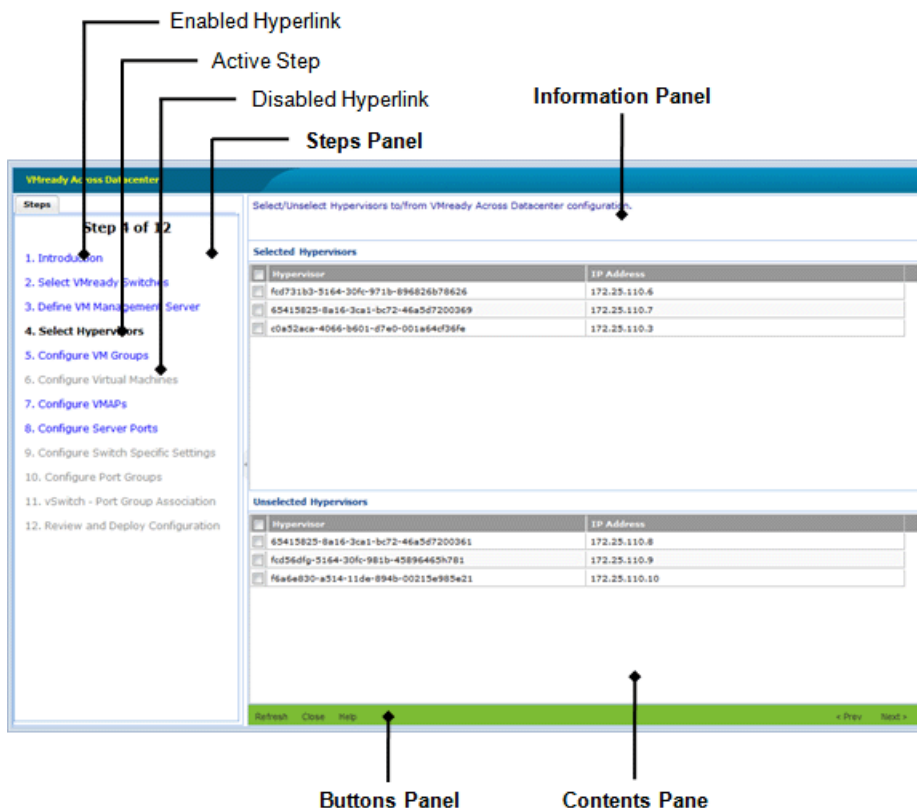 Enabled Hyperlink
Active Step
Disabled Hyperlink
Information Panel
Steps Panel
VMready Across Datacenter
Steps
Step 4 of 12
1. Introduction
2. Select VMready Switches
3. Define VM Management Server
4. Select Hypervisors
5. Configure VM Groups
6. Configure Virtual Machines
7. Configure VMAPs
8. Configure Server Ports
9. Configure Switch Specific Settings
10. Configure Port Groups
11. vSwitch - Port Group Association
12. Review and Deploy Configuration
Select/Unselect Hypervisors to/from VMready Across Datacenter configuration.
Selected Hypervisors
Hypervisor IP Address
fcd731b3-5164-30fc-971b-896826b78626 172.25.110.6
65415825-8a16-3ca1-bc72-46a5d7200369 172.25.110.7
c0a52aca-4066-b601-d7e0-001a64cf36fe 172.25.110.3
Unselected Hypervisors
Hypervisor IP Address
65415825-8a16-3ca1-bc72-46a5d7200361 172.25.110.8
fcd56dfg-5164-30fc-981b-45896465h781 172.25.110.9
f6a6e830-a514-11de-894b-00215e985e21 172.25.110.10
Refresh Close Help < Prev Next >
Buttons Panel
Contents Pane